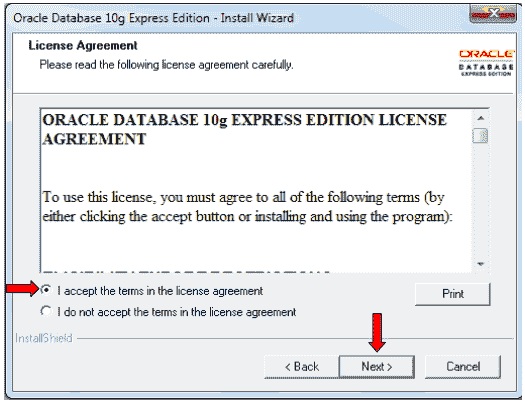 Oracle Database 10g Express Edition - Install Wizard
License Agreement
Please read the following license agreement carefully.
ORACLE
DATABASE
EXPRESS EDITION
ORACLE DATABASE 10g EXPRESS EDITION LICENSE
AGREEMENT
To use this license, you must agree to all of the following terms (by
either clicking the accept button or installing and using the program):
I accept the terms in the license agreement
Print
I do not accept the terms in the license agreement
InstallShield
< Back
Next >
Cancel